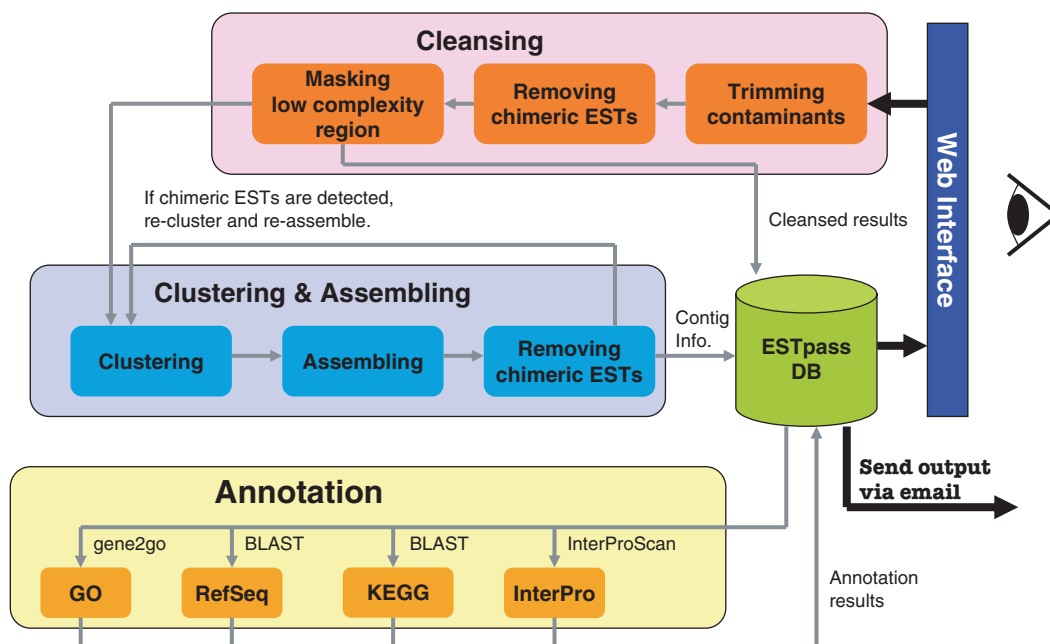 Cleansing
Masking
low complexity
region
Removing
chimeric ESTs
Trimming
contaminants
Web Interface
If chimeric ESTs are detected,
re-cluster and re-assemble.
Cleansed results
Clustering & Assembling
Clustering
Assembling
Removing
chimeric ESTs
Contig
Info.
ESTpass
DB
Send output
via email
Annotation
gene2go
BLAST
BLAST
InterProScan
GO
RefSeq
KEGG
InterPro
Annotation
results